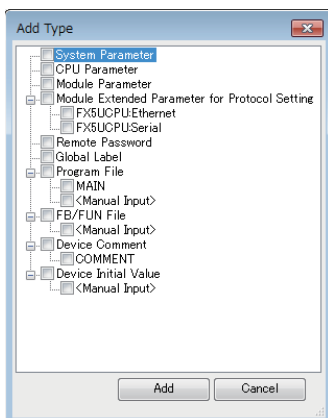 Add Type
System Parameter
CPU Parameter
Module Parameter
Module Extended Parameter for Protocol Setting
FX5UCPU:Ethernet
FX5UCPU:Serial
Remote Password
Global Label
Program File
MAIN
<Manual Input>
FB/FUN File
<Manual Input>
Device Comment
COMMENT
Device Initial Value
<Manual Input>
Add
Cancel